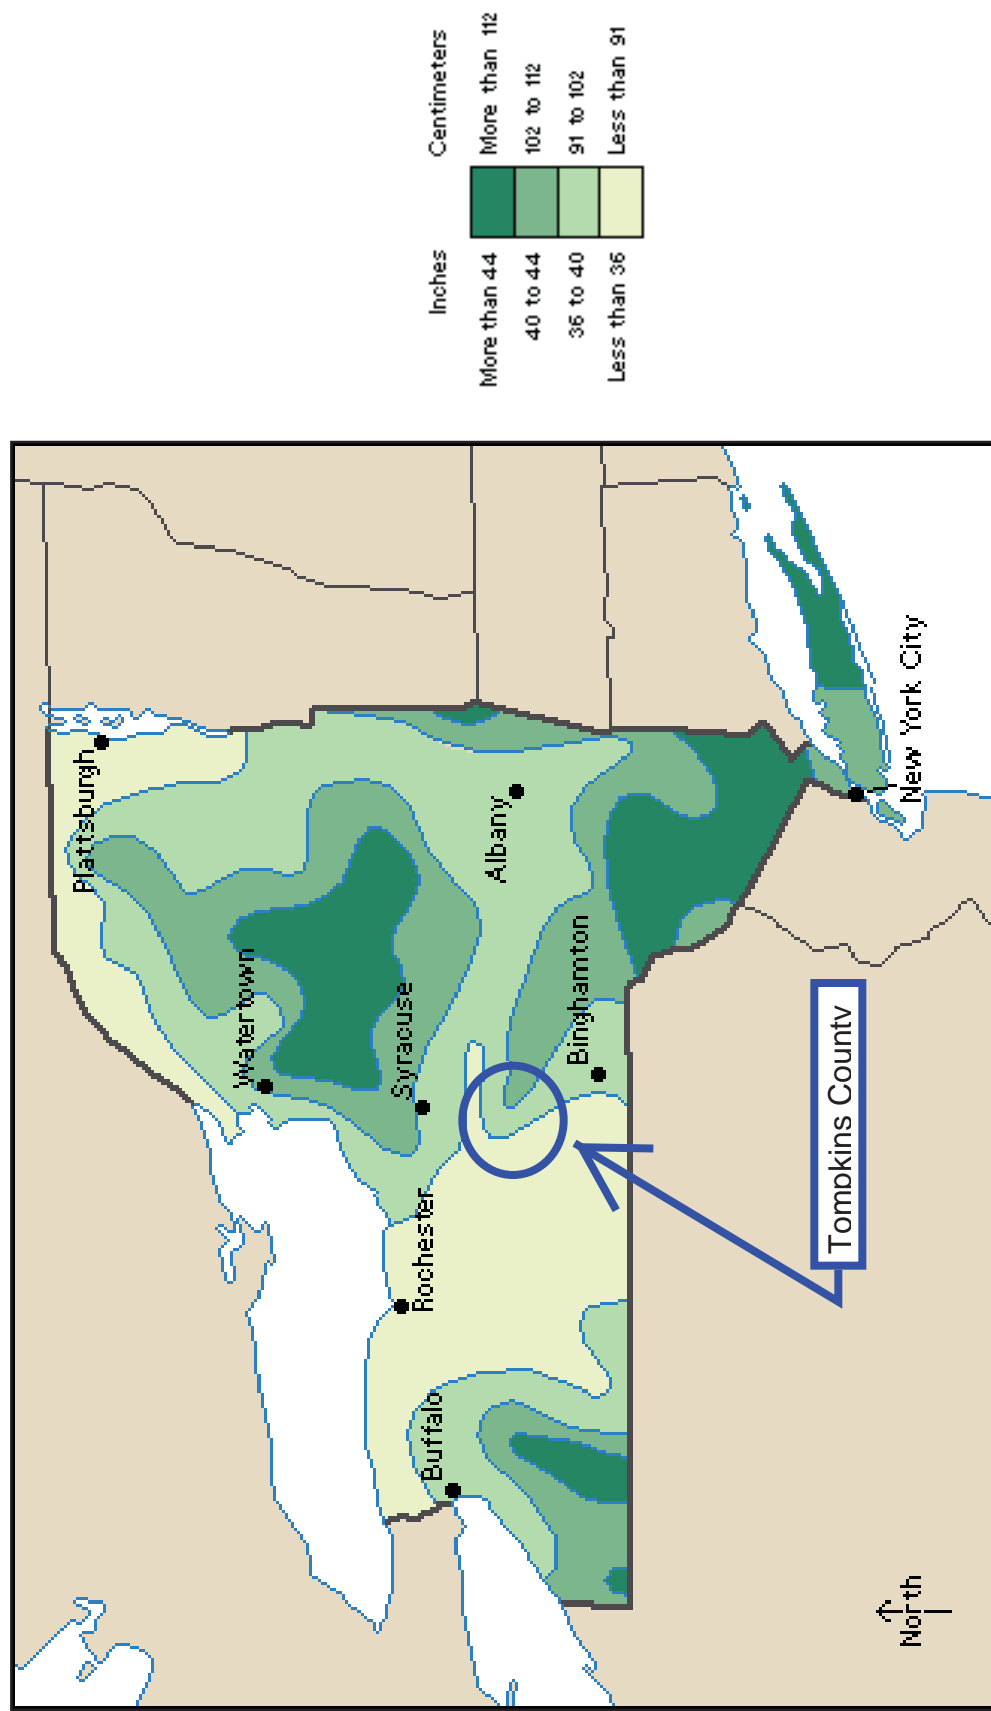 Plattsburgh
Watertown
Syracuse
Rochester
Buffalo
Albany
Binghamton
New York City
Tompkins County
North
Inches
Centimeters
More than 44
More than 112
40 to 44
102 to 112
36 to 40
91 to 102
Less than 36
Less than 91